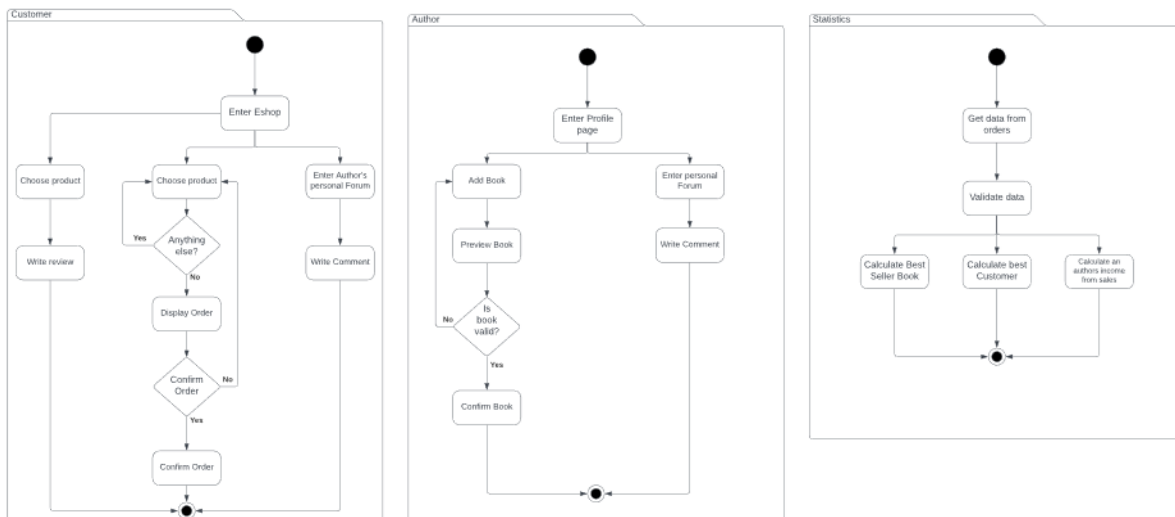 Customer
Enter Eshop
Choose product
Choose product
Enter Author's
personal Forum
Yes
Anything
else?
Write review
Write Comment
No
Display Order
Confirm
Order
No
Yes
Confirm Order
Author
Enter Profile
page
Add Book
Enter personal
Forum
Preview Book
Write Comment
No
Is
book
valid?
Yes
Confirm Book
Statistics
Get data from
orders
Validate data
Calculate Best
Seller Book
Calculate best
Customer
Calculate an
authors income
from sales